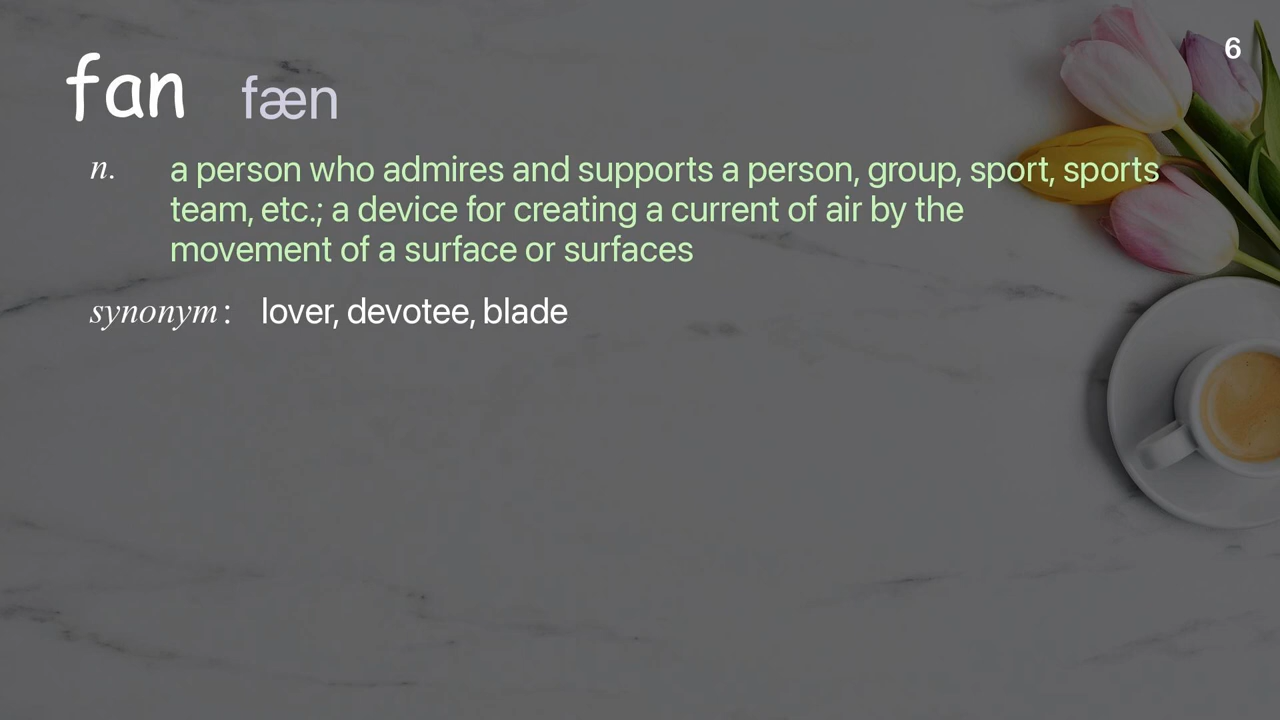 6
fan fæn
n. a person who admires and supports a person, group, sport, sports
team, etc.; a device for creating a current of air by the
movement of a surface or surfaces
synonym: lover, devotee, blade